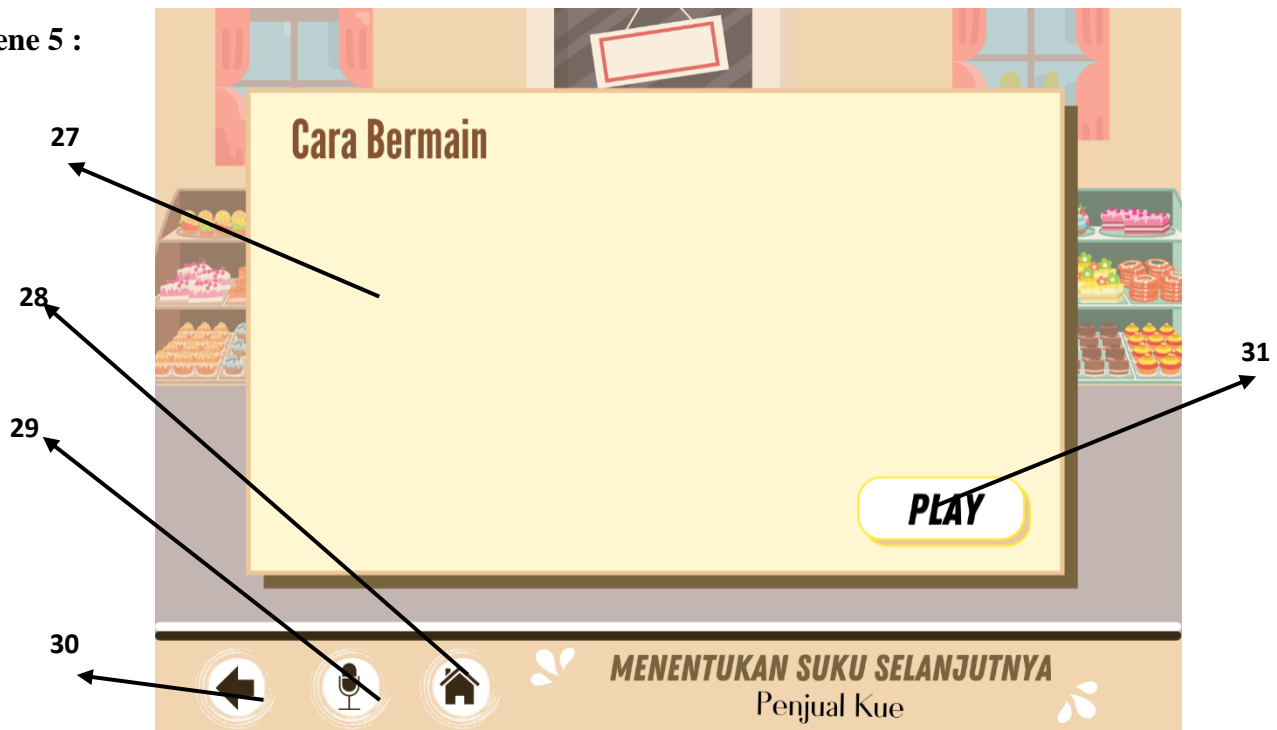 ene 5 :
27
Cara Bermain
28
31
29
PLAY
30
MENENTUKAN SUKU SELANJUTNYA
Penjual Kue